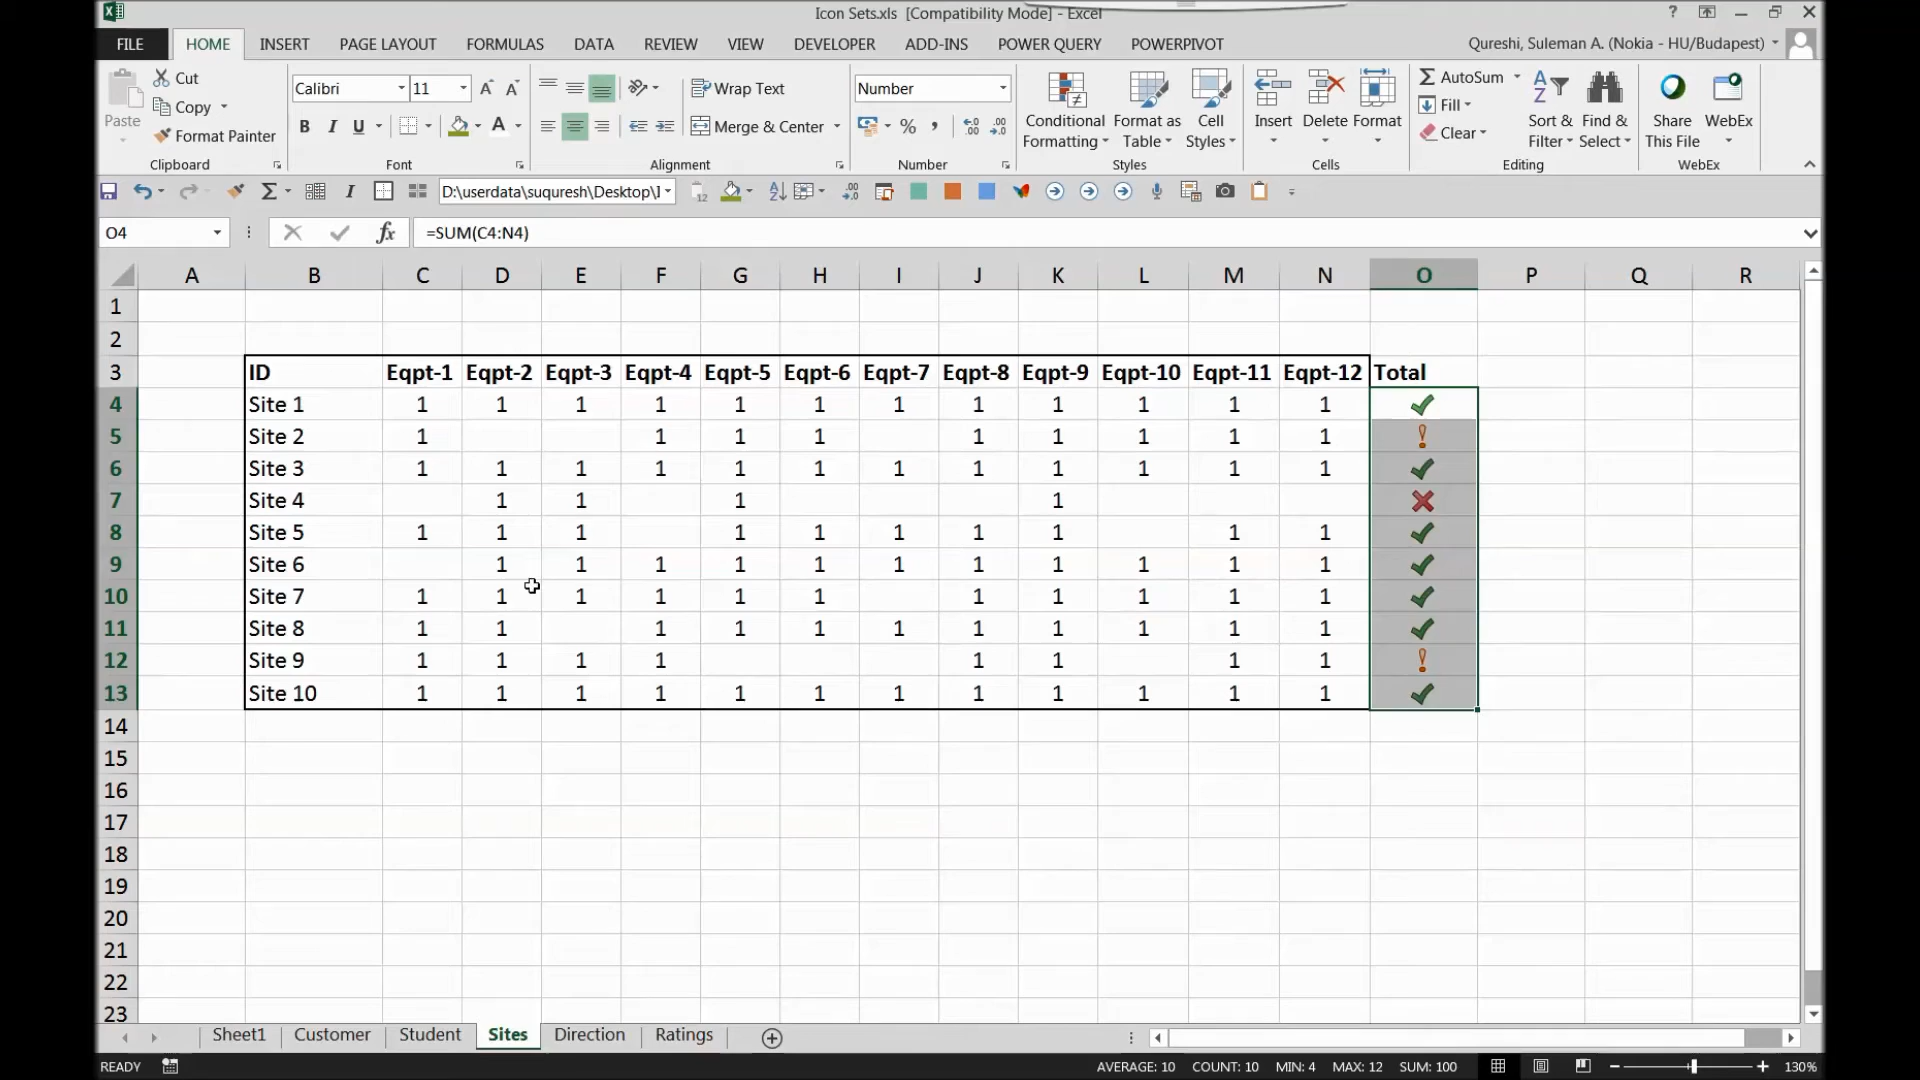 Icon Sets.xls [Compatibility Mode] - Excel
FILE HOME INSERT PAGE LAYOUT FORMULAS DATA REVIEW VIEW DEVELOPER ADD-INS POWER QUERY POWERPIVOT Qureshi, Suleman A. (Nokia - HU/Budapest)
Paste
Cut
Copy
Format Painter
Clipboard
Calibri 11
B I U
Font
Wrap Text
Merge & Center
Alignment
Number
%
Number
Conditional Formatting
Format as Table
Cell Styles
Styles
Insert Delete Format
Cells
AutoSum
Fill
Clear
Sort & Filter
Find & Select
Editing
Share This File
WebEx
WebEx
D:\userdata\suquresh\Desktop\I
O4 fx =SUM(C4:N4)
A B C D E F G H I J K L M N O P Q R
1
2
3 ID Eqpt-1 Eqpt-2 Eqpt-3 Eqpt-4 Eqpt-5 Eqpt-6 Eqpt-7 Eqpt-8 Eqpt-9 Eqpt-10 Eqpt-11 Eqpt-12 Total
4 Site 1 1 1 1 1 1 1 1 1 1 1 1 1
5 Site 2 1 1 1 1 1 1 1 1 1
6 Site 3 1 1 1 1 1 1 1 1 1 1 1 1
7 Site 4 1 1 1 1
8 Site 5 1 1 1 1 1 1 1 1 1 1
9 Site 6 1 1 1 1 1 1 1 1 1 1 1
10 Site 7 1 1 1 1 1 1 1 1 1 1 1
11 Site 8 1 1 1 1 1 1 1 1 1 1 1
12 Site 9 1 1 1 1 1 1 1 1
13 Site 10 1 1 1 1 1 1 1 1 1 1 1 1
14
15
16
17
18
19
20
21
22
23
Sheet1 Customer Student Sites Direction Ratings
READY AVERAGE: 10 COUNT: 10 MIN: 4 MAX: 12 SUM: 100 130%